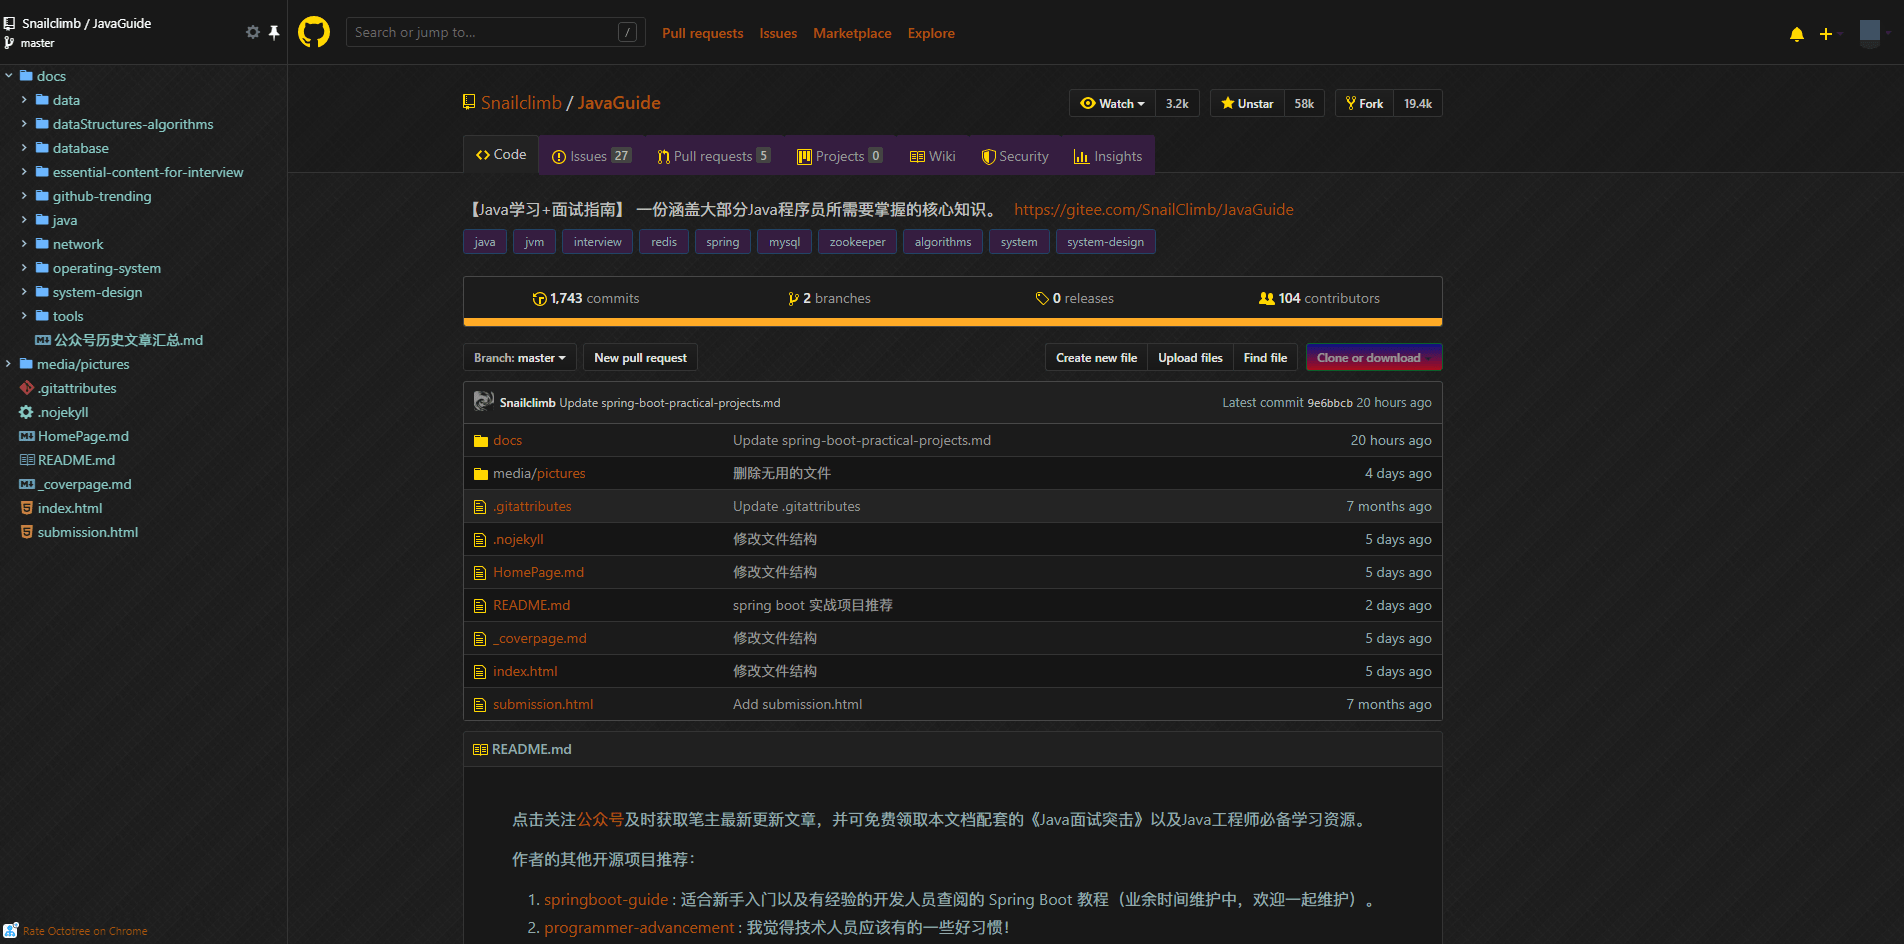 Snailclimb / JavaGuide
master
docs
data
dataStructures-algorithms
database
essential-content-for-interview
github-trending
java
network
operating-system
system-design
tools
公众号历史文章汇总.md
media/pictures
.gitattributes
.nojekyll
HomePage.md
README.md
_coverpage.md
index.html
submission.html
Rate Octotree on Chrome
Search or jump to... /
Pull requests Issues Marketplace Explore
Snailclimb / JavaGuide
Watch 3.2k Unstar 58k Fork 19.4k
Code Issues 27 Pull requests 5 Projects 0 Wiki Security Insights
【Java学习+面试指南】 一份涵盖大部分Java程序员所需要掌握的核心知识。 https://gitee.com/SnailClimb/JavaGuide
java jvm interview redis spring mysql zookeeper algorithms system system-design
1,743 commits 2 branches 0 releases 104 contributors
Branch: master New pull request Create new file Upload files Find file Clone or download
Snailclimb Update spring-boot-practical-projects.md Latest commit 9e6bbcb 20 hours ago
docs Update spring-boot-practical-projects.md 20 hours ago
media/pictures 删除无用的文件 4 days ago
.gitattributes Update .gitattributes 7 months ago
.nojekyll 修改文件结构 5 days ago
HomePage.md 修改文件结构 5 days ago
README.md spring boot 实战项目推荐 2 days ago
_coverpage.md 修改文件结构 5 days ago
index.html 修改文件结构 5 days ago
submission.html Add submission.html 7 months ago
README.md
点击关注公众号及时获取笔主最新更新文章，并可免费领取本文档配套的《Java面试突击》以及Java工程师必备学习资源。
作者的其他开源项目推荐：
1. springboot-guide : 适合新手入门以及有经验的开发人员查阅的 Spring Boot 教程（业余时间维护中，欢迎一起维护）。
2. programmer-advancement : 我觉得技术人员应该有的一些好习惯！